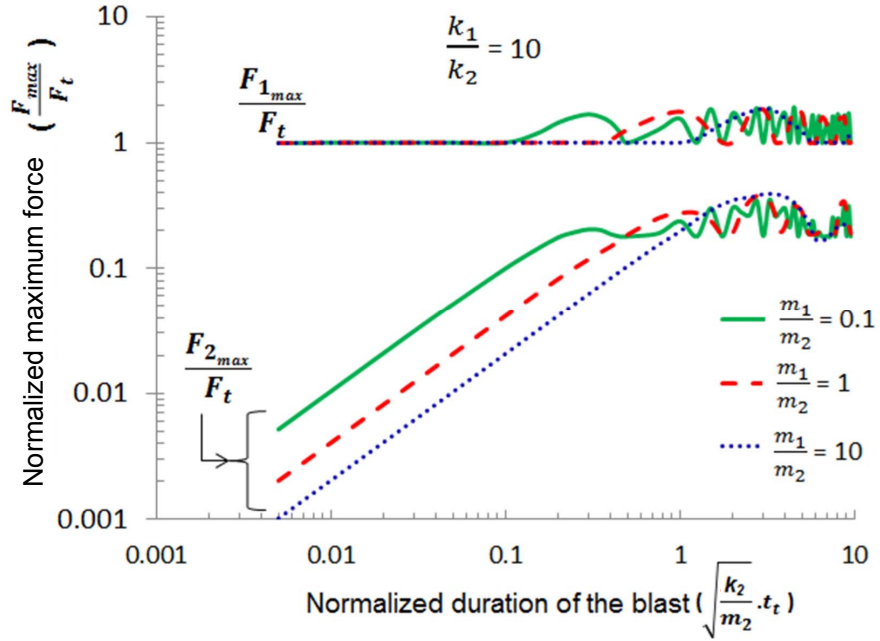 10
k₁/k₂ = 10
F₁max/Fₜ
1
Normalized maximum force (Fmax/Fₜ)
0.1
m₁/m₂ = 0.1
F₂max/Fₜ
0.01
m₁/m₂ = 1
m₁/m₂ = 10
0.001
0.001 0.01 0.1 1 10
Normalized duration of the blast (√(k₂/m₂) .tₜ)